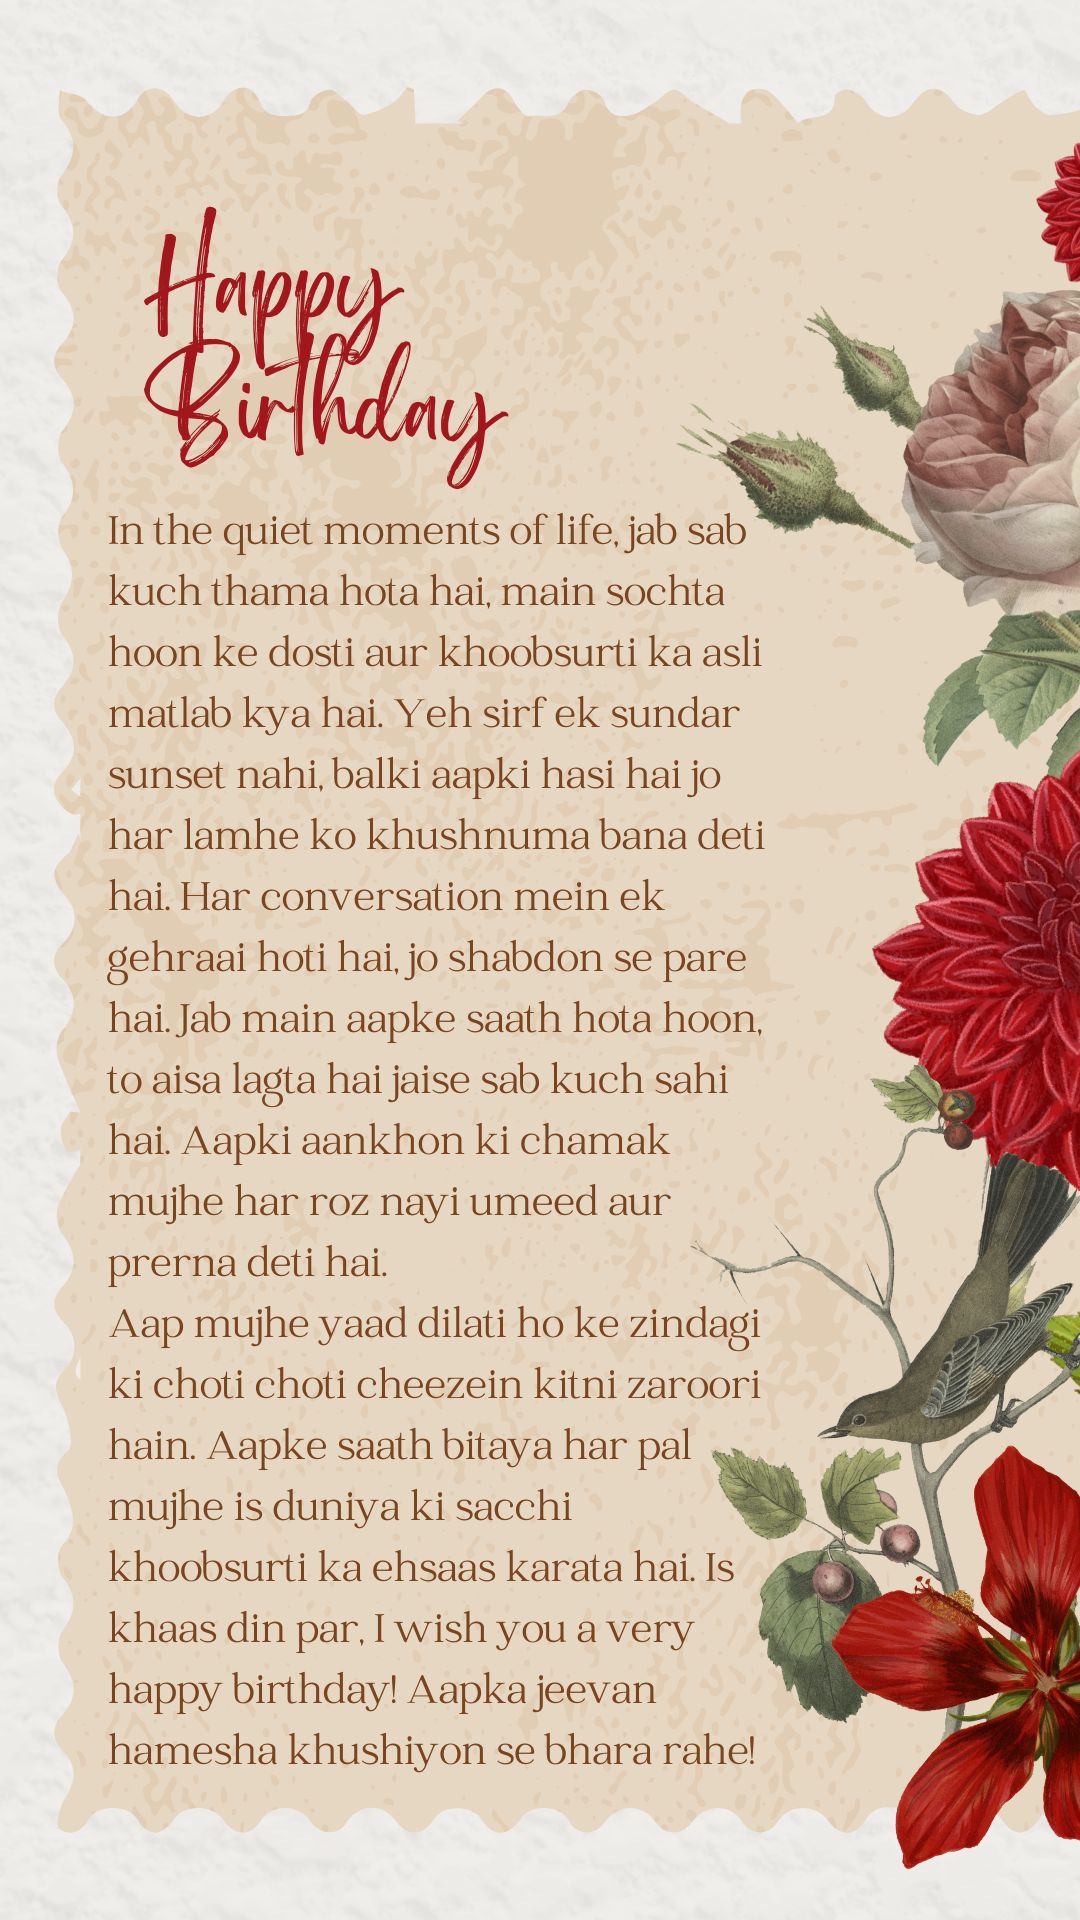 Happy
Birthday
In the quiet moments of life, jab sab
kuch thama hota hai, main sochta
hoon ke dosti aur khoobsurti ka asli
matlab kya hai. Yeh sirf ek sundar
sunset nahi, balki aapki hasi hai jo
har lamhe ko khushnuma bana deti
hai. Har conversation mein ek
gehraai hoti hai, jo shabdon se pare
hai. Jab main aapke saath hota hoon,
to aisa lagta hai jaise sab kuch sahi
hai. Aapki aankhon ki chamak
mujhe har roz nayi umeed aur
prerna deti hai.
Aap mujhe yaad dilati ho ke zindagi
ki choti choti cheezein kitni zaroori
hain. Aapke saath bitaya har pal
mujhe is duniya ki sacchi
khoobsurti ka ehsaas karata hai. Is
khaas din par, I wish you a very
happy birthday! Aapka jeevan
hamesha khushiyon se bhara rahe!